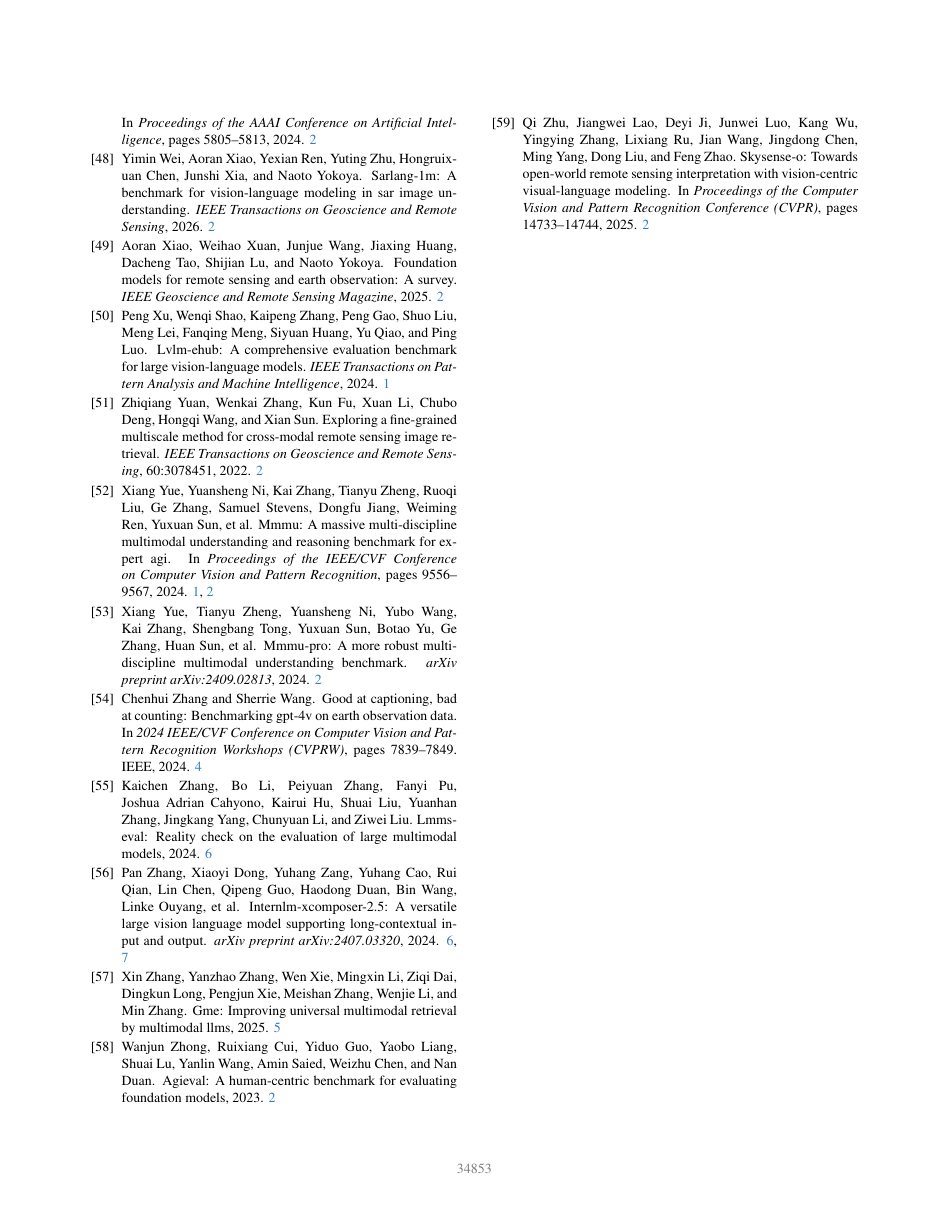 In Proceedings of the AAAI Conference on Artificial Intel-
ligence, pages 5805–5813, 2024. 2
[48] Yimin Wei, Aoran Xiao, Yexian Ren, Yuting Zhu, Hongruix-
uan Chen, Junshi Xia, and Naoto Yokoya. Sarlang-1m: A
benchmark for vision-language modeling in sar image un-
derstanding. IEEE Transactions on Geoscience and Remote
Sensing, 2026. 2
[49] Aoran Xiao, Weihao Xuan, Junjue Wang, Jiaxing Huang,
Dacheng Tao, Shijian Lu, and Naoto Yokoya. Foundation
models for remote sensing and earth observation: A survey.
IEEE Geoscience and Remote Sensing Magazine, 2025. 2
[50] Peng Xu, Wenqi Shao, Kaipeng Zhang, Peng Gao, Shuo Liu,
Meng Lei, Fanqing Meng, Siyuan Huang, Yu Qiao, and Ping
Luo. Lvlm-ehub: A comprehensive evaluation benchmark
for large vision-language models. IEEE Transactions on Pat-
tern Analysis and Machine Intelligence, 2024. 1
[51] Zhiqiang Yuan, Wenkai Zhang, Kun Fu, Xuan Li, Chubo
Deng, Hongqi Wang, and Xian Sun. Exploring a fine-grained
multiscale method for cross-modal remote sensing image re-
trieval. IEEE Transactions on Geoscience and Remote Sens-
ing, 60:3078451, 2022. 2
[52] Xiang Yue, Yuansheng Ni, Kai Zhang, Tianyu Zheng, Ruoqi
Liu, Ge Zhang, Samuel Stevens, Dongfu Jiang, Weiming
Ren, Yuxuan Sun, et al. Mmmu: A massive multi-discipline
multimodal understanding and reasoning benchmark for ex-
pert agi. In Proceedings of the IEEE/CVF Conference
on Computer Vision and Pattern Recognition, pages 9556–
9567, 2024. 1, 2
[53] Xiang Yue, Tianyu Zheng, Yuansheng Ni, Yubo Wang,
Kai Zhang, Shengbang Tong, Yuxuan Sun, Botao Yu, Ge
Zhang, Huan Sun, et al. Mmmu-pro: A more robust multi-
discipline multimodal understanding benchmark. arXiv
preprint arXiv:2409.02813, 2024. 2
[54] Chenhui Zhang and Sherrie Wang. Good at captioning, bad
at counting: Benchmarking gpt-4v on earth observation data.
In 2024 IEEE/CVF Conference on Computer Vision and Pat-
tern Recognition Workshops (CVPRW), pages 7839–7849.
IEEE, 2024. 4
[55] Kaichen Zhang, Bo Li, Peiyuan Zhang, Fanyi Pu,
Joshua Adrian Cahyono, Kairui Hu, Shuai Liu, Yuanhan
Zhang, Jingkang Yang, Chunyuan Li, and Ziwei Liu. Lmms-
eval: Reality check on the evaluation of large multimodal
models, 2024. 6
[56] Pan Zhang, Xiaoyi Dong, Yuhang Zang, Yuhang Cao, Rui
Qian, Lin Chen, Qipeng Guo, Haodong Duan, Bin Wang,
Linke Ouyang, et al. Internlm-xcomposer-2.5: A versatile
large vision language model supporting long-contextual in-
put and output. arXiv preprint arXiv:2407.03320, 2024. 6,
7
[57] Xin Zhang, Yanzhao Zhang, Wen Xie, Mingxin Li, Ziqi Dai,
Dingkun Long, Pengjun Xie, Meishan Zhang, Wenjie Li, and
Min Zhang. Gme: Improving universal multimodal retrieval
by multimodal llms, 2025. 5
[58] Wanjun Zhong, Ruixiang Cui, Yiduo Guo, Yaobo Liang,
Shuai Lu, Yanlin Wang, Amin Saied, Weizhu Chen, and Nan
Duan. Agieval: A human-centric benchmark for evaluating
foundation models, 2023. 2
[59] Qi Zhu, Jiangwei Lao, Deyi Ji, Junwei Luo, Kang Wu,
Yingying Zhang, Lixiang Ru, Jian Wang, Jingdong Chen,
Ming Yang, Dong Liu, and Feng Zhao. Skysense-o: Towards
open-world remote sensing interpretation with vision-centric
visual-language modeling. In Proceedings of the Computer
Vision and Pattern Recognition Conference (CVPR), pages
14733–14744, 2025. 2
34853